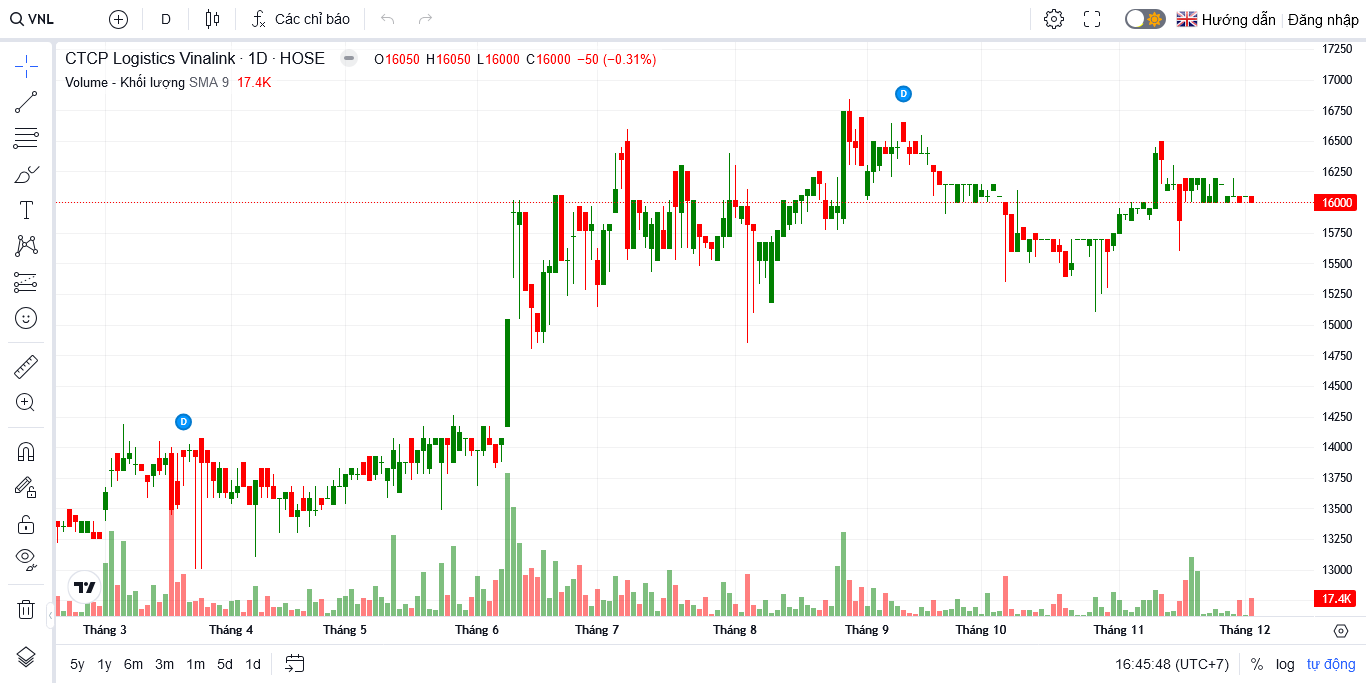 VNL D Các chỉ báo Hướng dẫn Đăng nhập
CTCP Logistics Vinalink · 1D · HOSE O16050 H16050 L16000 C16000 −50 (−0.31%)
Volume - Khối lượng SMA 9 17.4K
17250
17000
16750
16500
16250
16000
15750
15500
15250
15000
14750
14500
14250
14000
13750
13500
13250
13000
17.4K
D
D
Tháng 3 Tháng 4 Tháng 5 Tháng 6 Tháng 7 Tháng 8 Tháng 9 Tháng 10 Tháng 11 Tháng 12
5y 1y 6m 3m 1m 5d 1d 16:45:48 (UTC+7) % log tự động